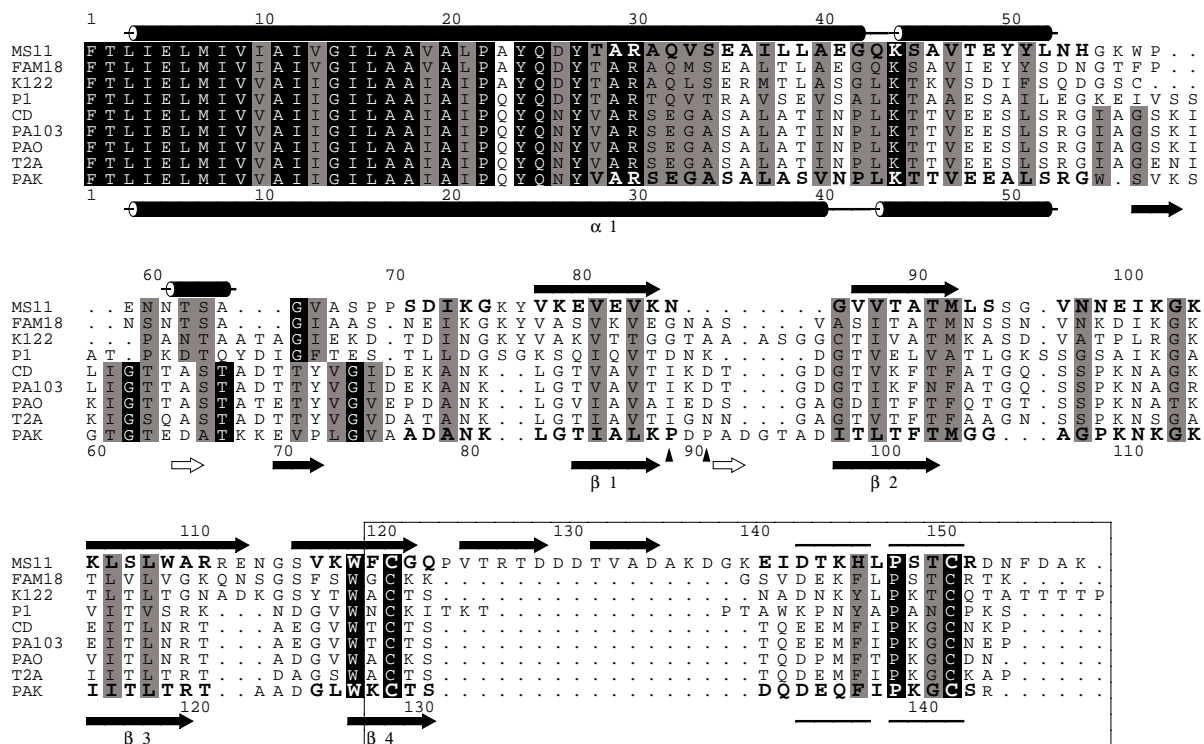 1 10 20 30 40 50
MS11 FTLIELMIVIAIVGILAAVALPAYQDYTARAQVSEAILLAEGQKSAVTEYYLNHGKWP..
FAM18 FTLIELMIVIAIVGILAAVALPAYQDYTARAQMSEALTLAEGQKSAVIEYYSDNGTFP..
K122 FTLIELMIVVAIIGILAAIAIPQYQDYTARAQLSERMTLASGLKTKVSDIFSQDGSC...
P1 FTLIELMIVVAIIGILAAIAIPQYQDYTARTQVTRAVSEVSALKTAAESAILEGKEIVSS
CD FTLIELMIVVAIIGILAAIAIPQYQNYVARSEGASALATINPLKTTVEESLSRGIAGSKI
PA103 FTLIELMIVVAIIGILAAIAIPQYQNYVARSEGASALATINPLKTTVEESLSRGIAGSKI
PAO FTLIELMIVVAIIGILAAIAIPQYQNYVARSEGASALATINPLKTTVEESLSRGIAGSKI
T2A FTLIELMIVVAIIGILAAIAIPQYQNYVARSEGASALATINPLKTTVEESLSRGIAGENI
PAK FTLIELMIVVAIIGILAAIAIPQYQNYVARSEGASALASVNPLKTTVEEALSRGW.SVKS
1 10 20 30 40 50
α 1
60 70 80 90 100
MS11 ..ENNTSA...GVASPPSDIKGKYVKEVEVKN........GVVTATMLSSG.VNNEIKGK
FAM18 ..NSNTSA...GIAAS.NEIKGKYVASVKVEGNAS....VASITATMNSSN.VNKDIKGK
K122 ..PANTAATAGIEKD.TDINGKYVAKVTTGGTAA.ASGGCTIVATMKASD.VATPLRGK
P1 AT.PKDTQYDIGFTES.TLLDGSGKSQIQVTDNK....DGTVELVATLGKSSGSAIKGA
CD LIGTTASTADTTYVGIDEKANK..LGTVAVTIKDT...GDGTVKFTFATGQ.SSPKNAGK
PA103 LIGTTASTADTTYVGIDEKANK..LGTVAVTIKDT...GDGTIKFNFATGQ.SSPKNAGR
PAO KIGTTASTATETYVGVEPDANK..LGVIAVAIEDS...GAGDITFTFQTGT.SSPKNATK
T2A KIGSQASTADTTYVGVDATANK..LGTIAVTIGNN...GAGTVTFTFAAGN.SSPKNSGK
PAK GTGTEDATKKEVPLGVAADANK..LGTIALKPDPADGTADITLTFTMGG..AGPKNKGK
60 70 80 90 100 110
β 1 β 2
110 120 130 140 150
MS11 KLSLWARRENGSVKWFCGQPVTRTDDDTVADAKDGKEIDTKHLPSTCRDNFDAK.
FAM18 TLVLVGKQNSGSFSWGCKK................GSVDEKFLPSTCRTK.....
K122 TLTLTGNADKGSYTWACTS................NADNKYLPKTCQTATTTTP
P1 VITVSRK...NDGVWNCKITKT............PTAWKPNYAPANCPKS....
CD EITLNRT...AEGVWTCTS.................TQEEMFIPKGCNKP....
PA103 EITLNRT...AEGVWTCTS.................TQEEMFIPKGCNEP....
PAO VITLNRT...ADGVWACKS.................TQDPMFTPKGCDN.....
T2A IITLNRT...DAGSWACTS.................TQEEMFIPKGCKAP....
PAK IITLTRT...AADGLWKCTS.................DQDEQFIPKGCSR.....
120 130 140
β 3 β 4